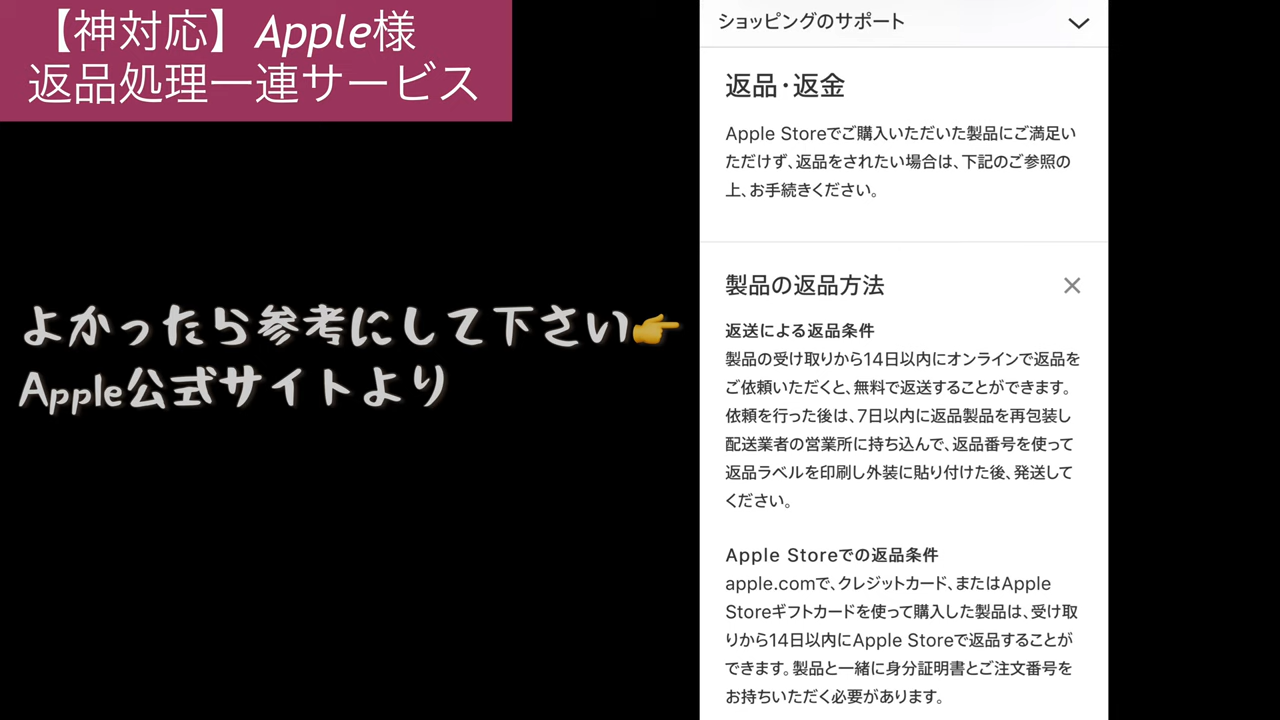 【神対応】Apple様
返品処理一連サービス
よかったら参考にして下さい👉
Apple公式サイトより
ショッピングのサポート
返品・返金
Apple Storeでご購入いただいた製品にご満足い
ただけず、返品をされたい場合は、下記のご参照の
上、お手続きください。
製品の返品方法
返送による返品条件
製品の受け取りから14日以内にオンラインで返品を
ご依頼いただくと、無料で返送することができます。
依頼を行った後は、7日以内に返品製品を再包装し
配送業者の営業所に持ち込んで、返品番号を使って
返品ラベルを印刷し外装に貼り付けた後、発送して
ください。
Apple Storeでの返品条件
apple.comで、クレジットカード、またはApple
Storeギフトカードを使って購入した製品は、受け取
りから14日以内にApple Storeで返品することが
できます。製品と一緒に身分証明書とご注文番号を
お持ちいただく必要があります。